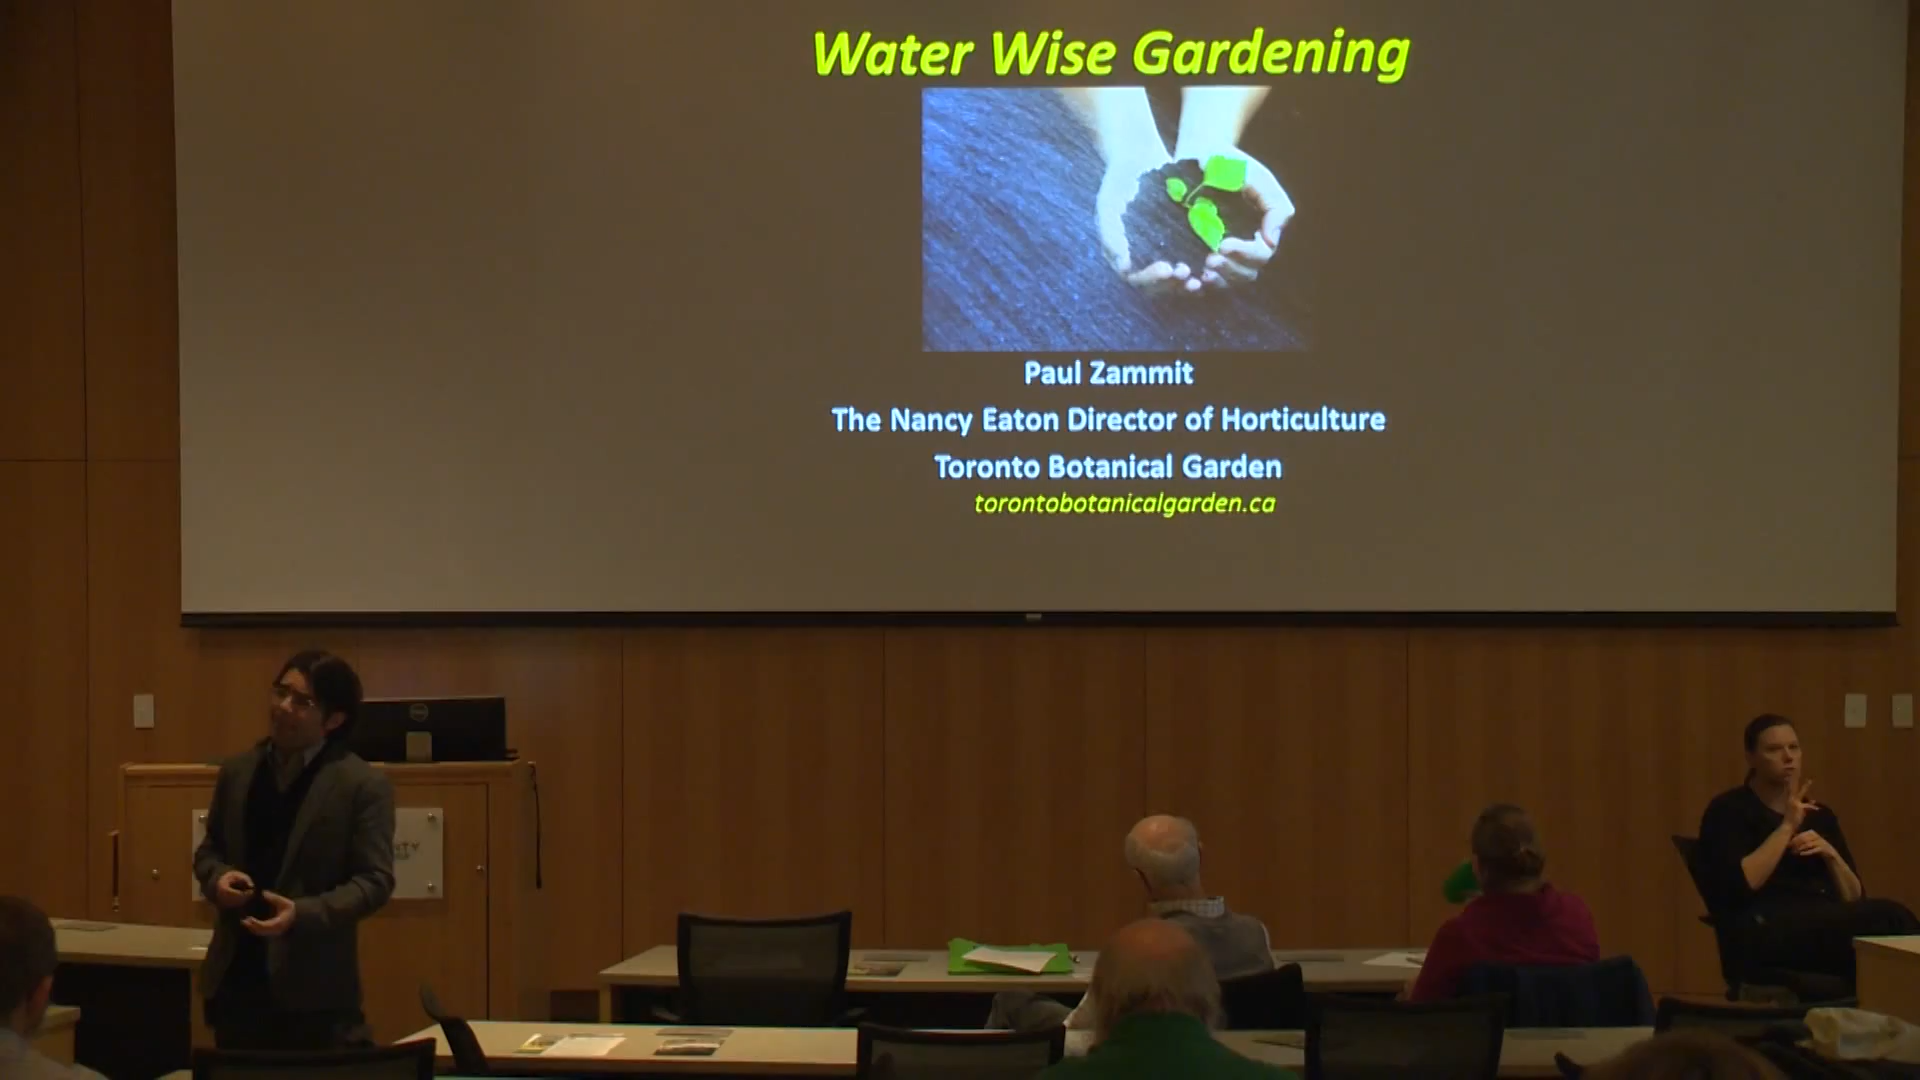 Water Wise Gardening
Paul Zammit
The Nancy Eaton Director of Horticulture
Toronto Botanical Garden
torontobotanicalgarden.ca